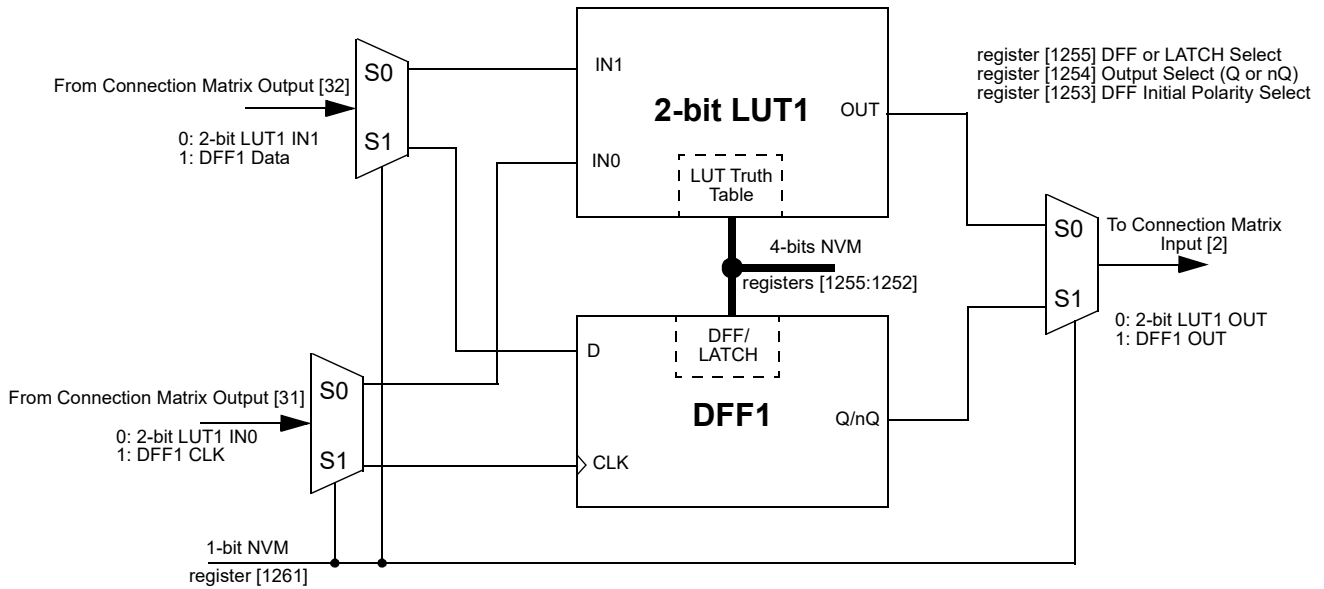 From Connection Matrix Output [32]
0: 2-bit LUT1 IN1
1: DFF1 Data
S0
S1
IN1
IN0
2-bit LUT1
OUT
LUT Truth
Table
register [1255] DFF or LATCH Select
register [1254] Output Select (Q or nQ)
register [1253] DFF Initial Polarity Select
4-bits NVM
registers [1255:1252]
S0
S1
To Connection Matrix
Input [2]
0: 2-bit LUT1 OUT
1: DFF1 OUT
From Connection Matrix Output [31]
0: 2-bit LUT1 IN0
1: DFF1 CLK
S0
S1
D
DFF/
LATCH
DFF1
Q/nQ
CLK
1-bit NVM
register [1261]